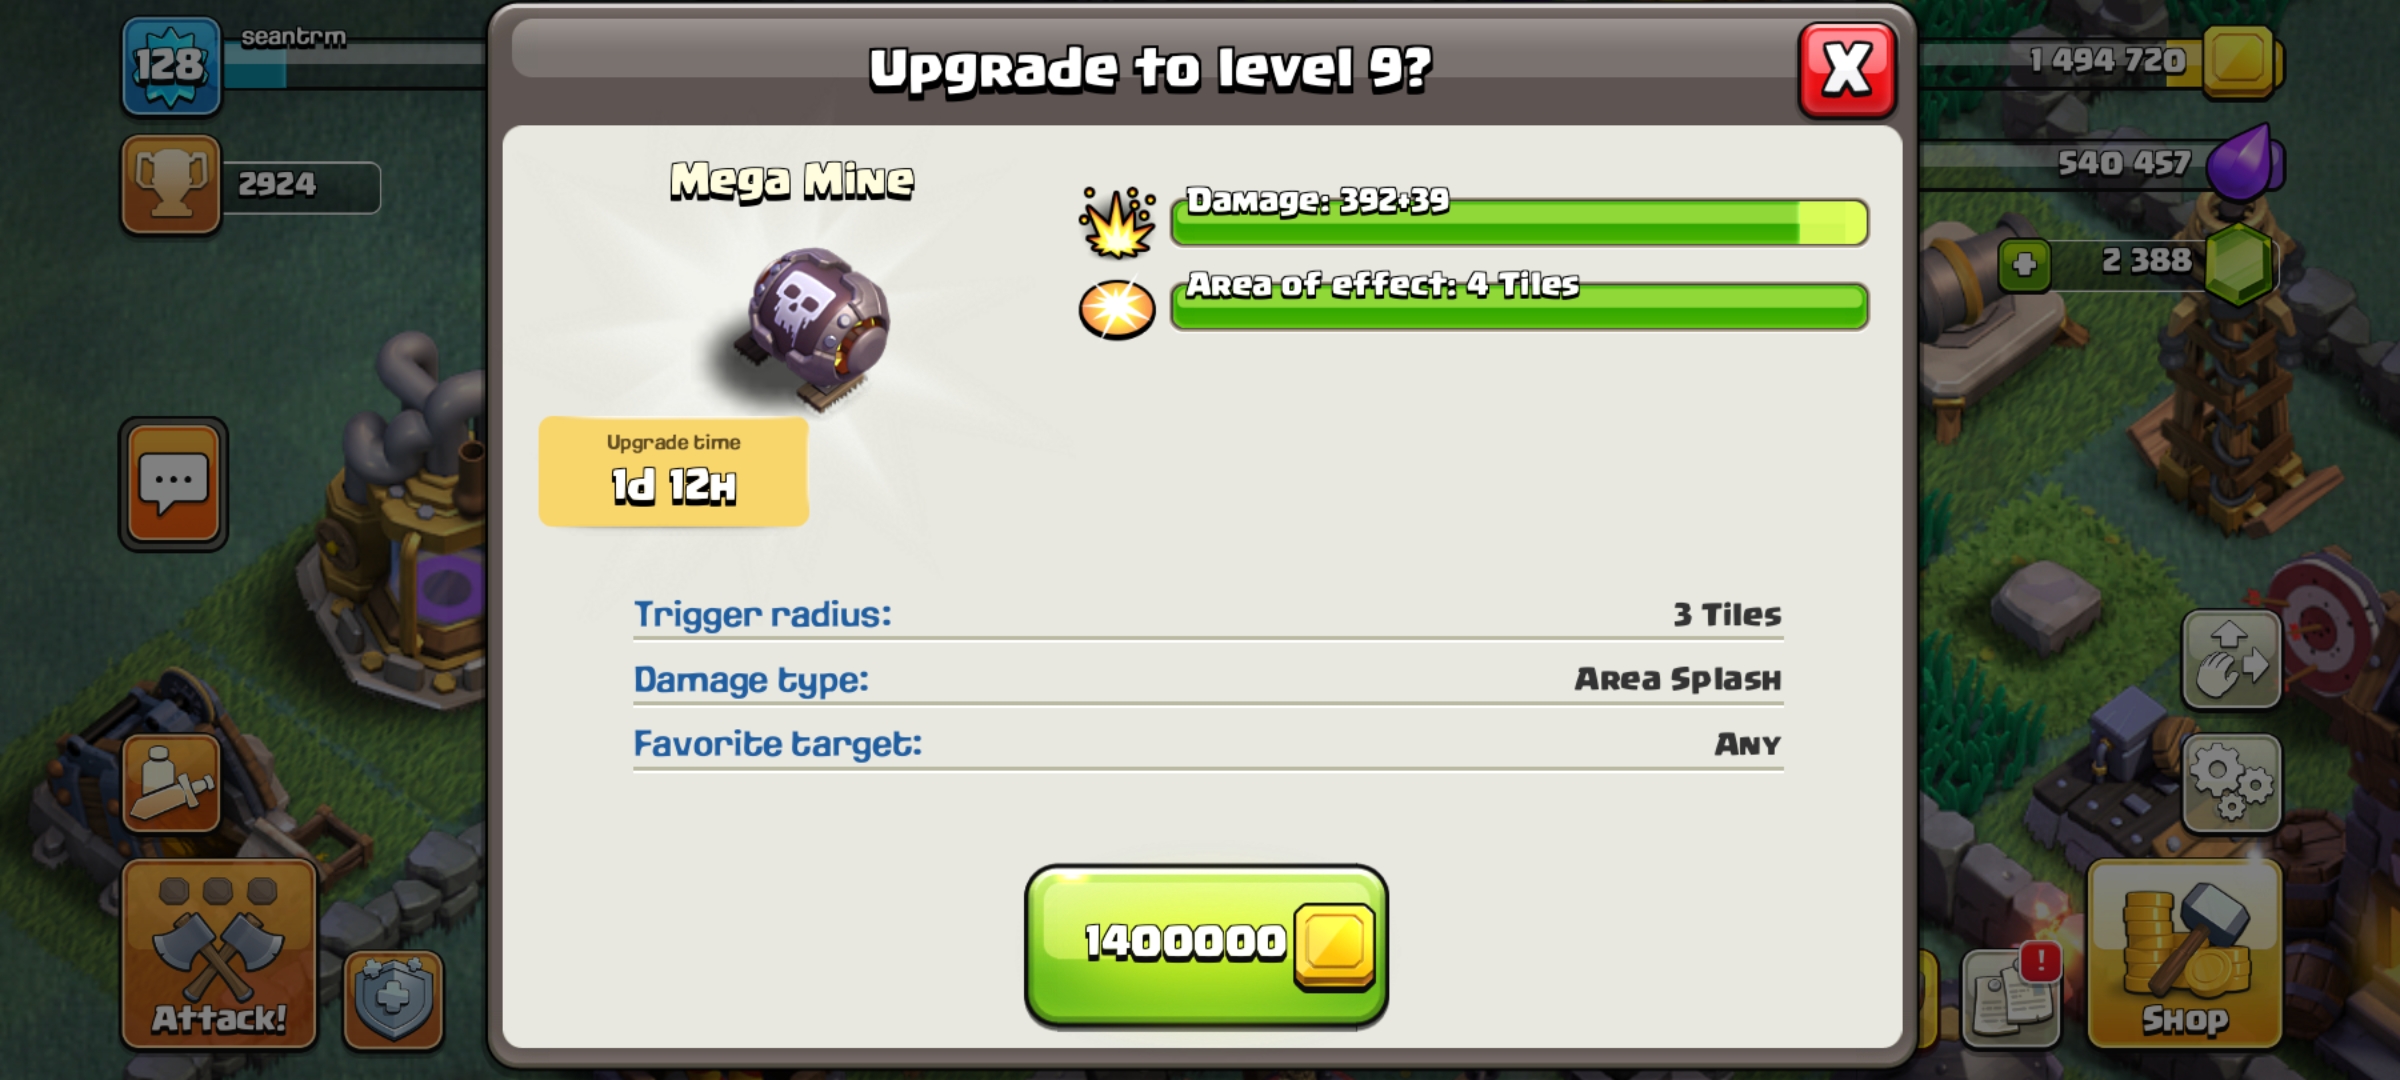 128
seantrm
2924
Upgrade to level 9?
X
1 494 720
540 457
2 388
Mega Mine
Damage: 392+39
Area of effect: 4 Tiles
Upgrade time
1d 12H
Trigger radius:
3 Tiles
Damage type:
Area Splash
Favorite target:
Any
1400000
Attack!
!
Shop